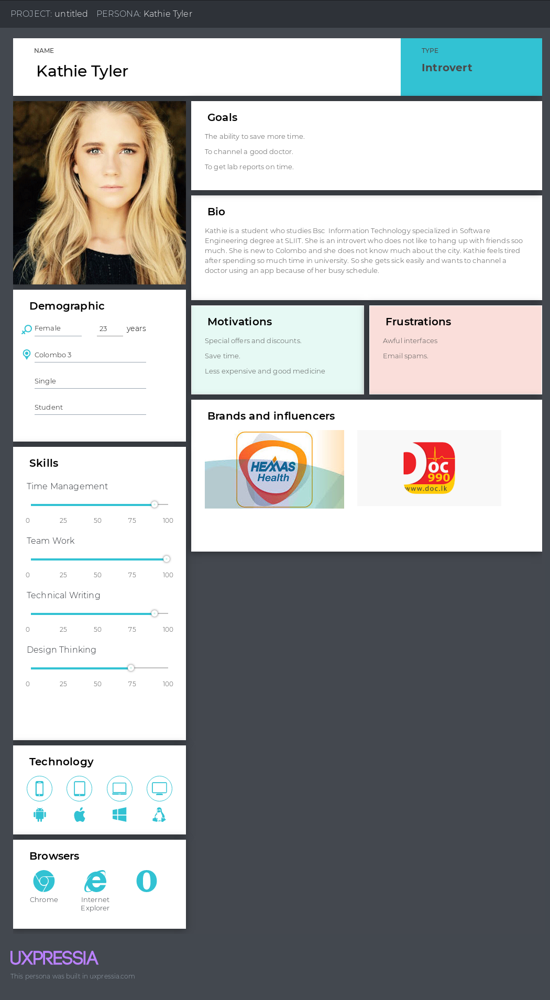 PROJECT: untitled PERSONA: Kathie Tyler
NAME
Kathie Tyler
TYPE
Introvert
Goals
The ability to save more time.
To channel a good doctor.
To get lab reports on time.
Bio
Kathie is a student who studies Bsc Information Technology specialized in Software
Engineering degree at SLIIT. She is an introvert who does not like to hang up with friends soo
much. She is new to Colombo and she does not know much about the city. Kathie feels tired
after spending so much time in university. So she gets sick easily and wants to channel a
doctor using an app because of her busy schedule.
Demographic
Female 23 years
Colombo 3
Single
Student
Motivations
Special offers and discounts.
Save time.
Less expensive and good medicine
Frustrations
Awful interfaces
Email spams.
Brands and influencers
HEMAS
Health
Doc
990
www.doc.lk
Skills
Time Management
0 25 50 75 100
Team Work
0 25 50 75 100
Technical Writing
0 25 50 75 100
Design Thinking
0 25 50 75 100
Technology
Browsers
Chrome
Internet
Explorer
UXPRESSIA
This persona was built in uxpressia.com